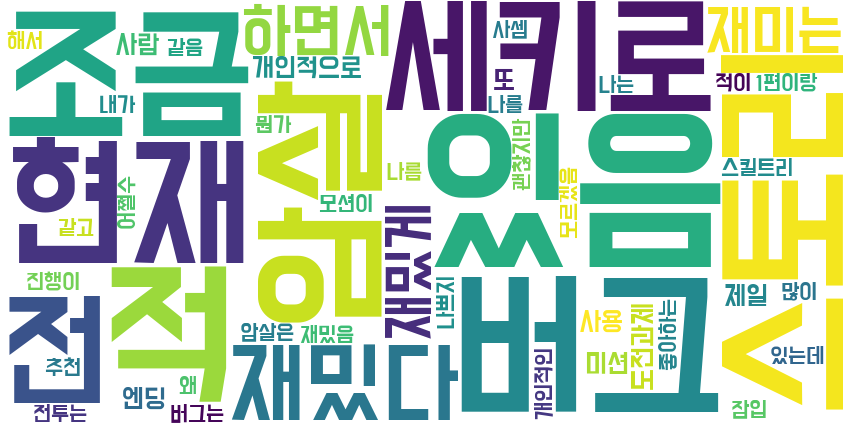 해서
사람
같음
하면서
세키로
사셈
재미는
조금
개인적으로
또
나는
적이
1편이랑
내가
나를
뭔가
암살
있음
괜찮지만
스토리
현재
나름
스킬트리
어쩔수
모션이
모르겠음
같고
재밌게
진행이
나쁘지
버그
제일
많이
전
적
암살은
재밌음
사용
도전과제
좋아하는
추천
왜
재밌다
개인적인
미션
있는데
엔딩
전투는
버그는
잠입